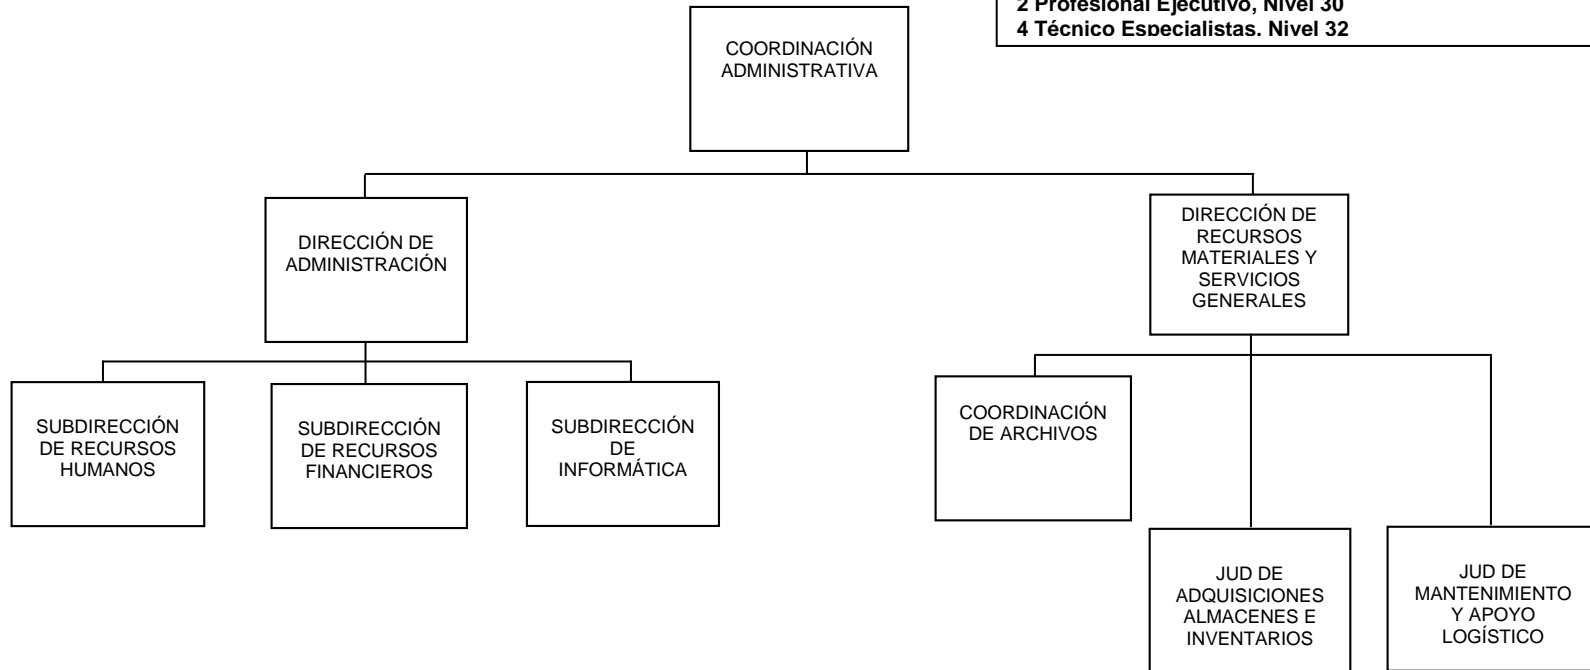 2 Profesional Ejecutivo, Nivel 30
4 Técnico Especialistas. Nivel 32
COORDINACIÓN
ADMINISTRATIVA
DIRECCIÓN DE
ADMINISTRACIÓN
DIRECCIÓN DE
RECURSOS
MATERIALES Y
SERVICIOS
GENERALES
SUBDIRECCIÓN
DE RECURSOS
HUMANOS
SUBDIRECCIÓN
DE RECURSOS
FINANCIEROS
SUBDIRECCIÓN
DE
INFORMÁTICA
COORDINACIÓN
DE ARCHIVOS
JUD DE
ADQUISICIONES
ALMACENES E
INVENTARIOS
JUD DE
MANTENIMIENTO
Y APOYO
LOGÍSTICO